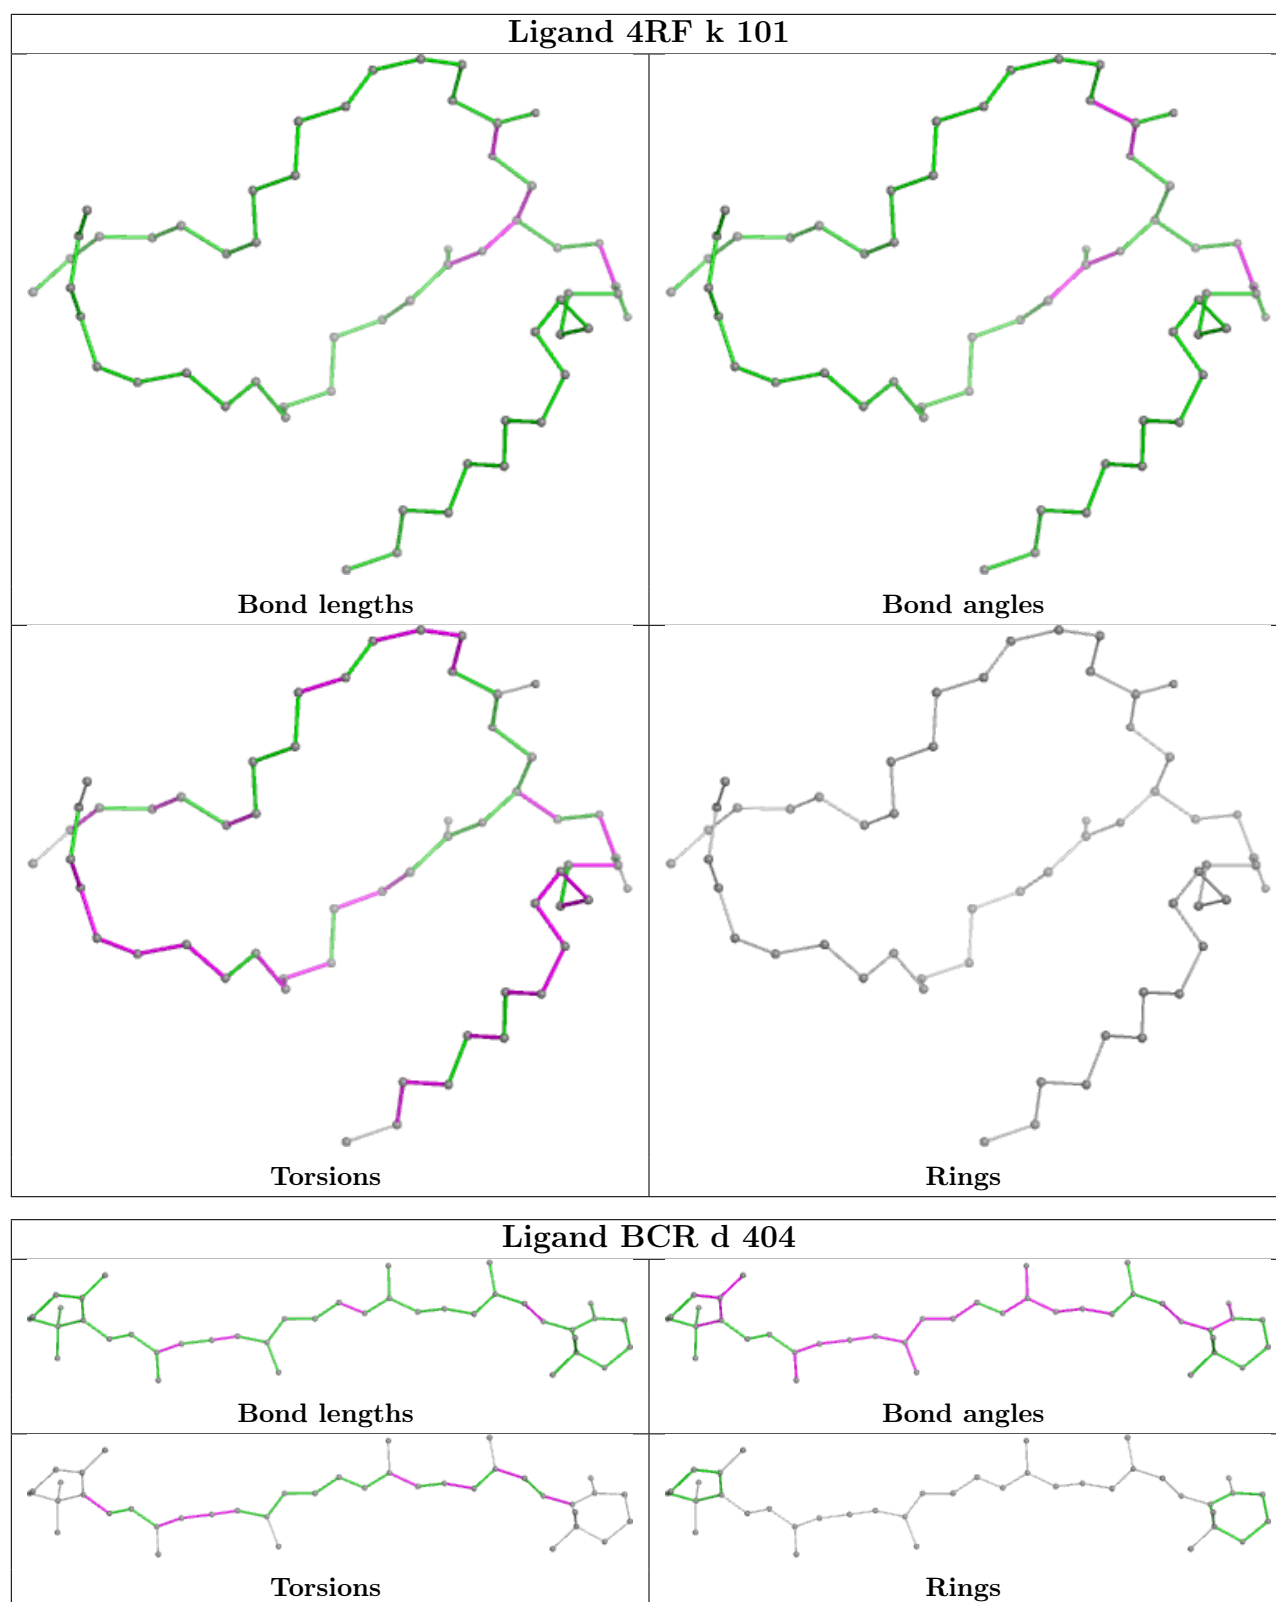 Ligand 4RF k 101
Bond lengths
Bond angles
Torsions
Rings
Ligand BCR d 404
Bond lengths
Bond angles
Torsions
Rings